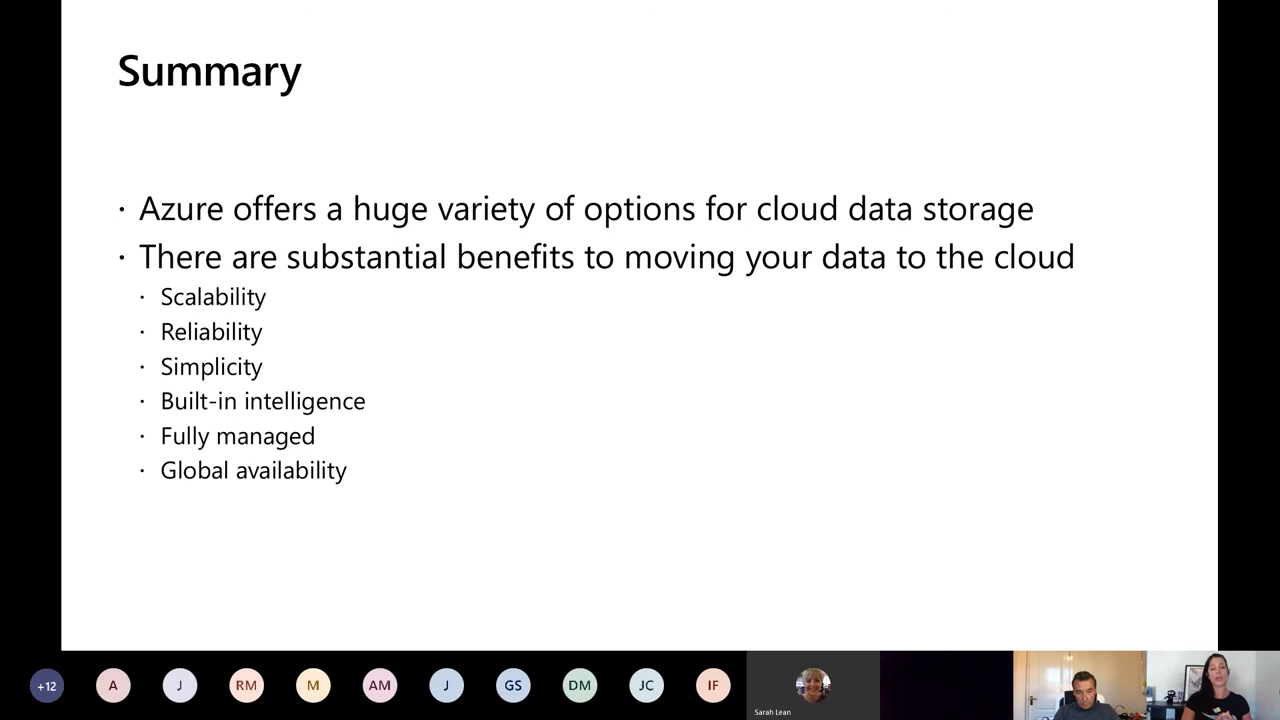 Summary
· Azure offers a huge variety of options for cloud data storage
· There are substantial benefits to moving your data to the cloud
· Scalability
· Reliability
· Simplicity
· Built-in intelligence
· Fully managed
· Global availability
+12 A J RM M AM J GS DM JC IF
Sarah Lean